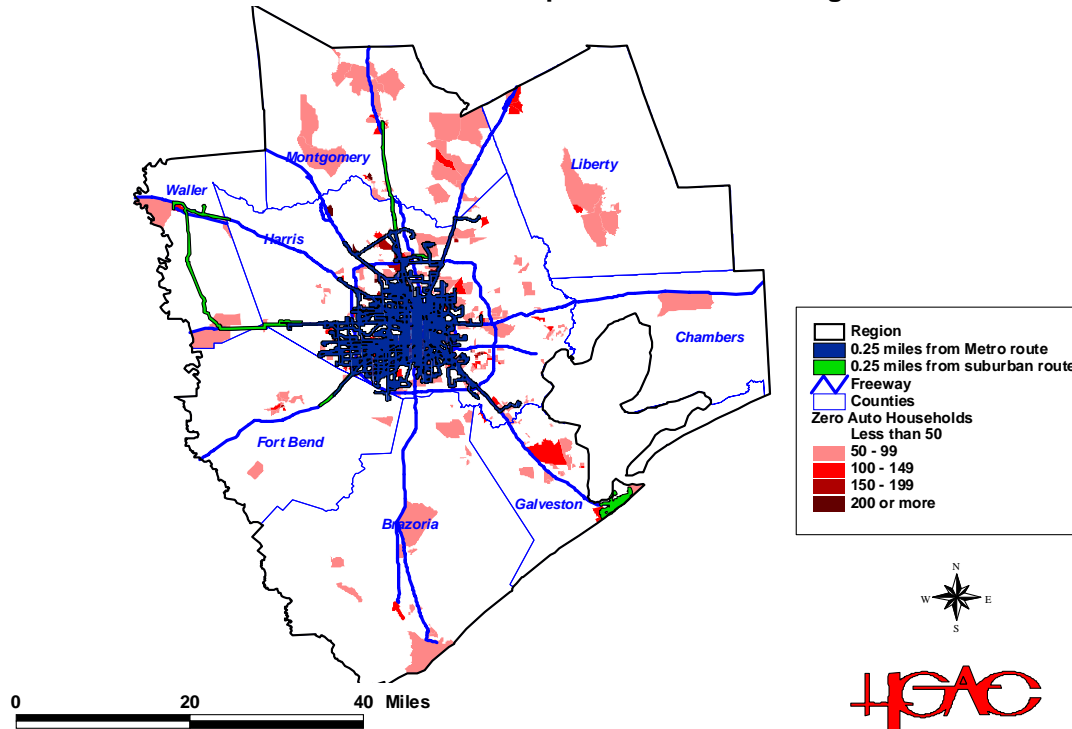 Montgomery
Liberty
Waller
Harris
Chambers
Fort Bend
Galveston
Brazoria
Region
0.25 miles from Metro route
0.25 miles from suburban route
Freeway
Counties
Zero Auto Households
Less than 50
50 - 99
100 - 149
150 - 199
200 or more
N
W E
S
0 20 40 Miles
HGAC